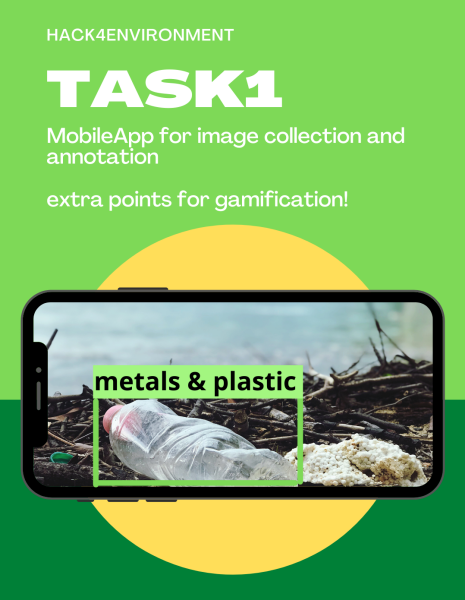 HACK4ENVIRONMENT
TASK1
MobileApp for image collection and
annotation
extra points for gamification!
metals & plastic